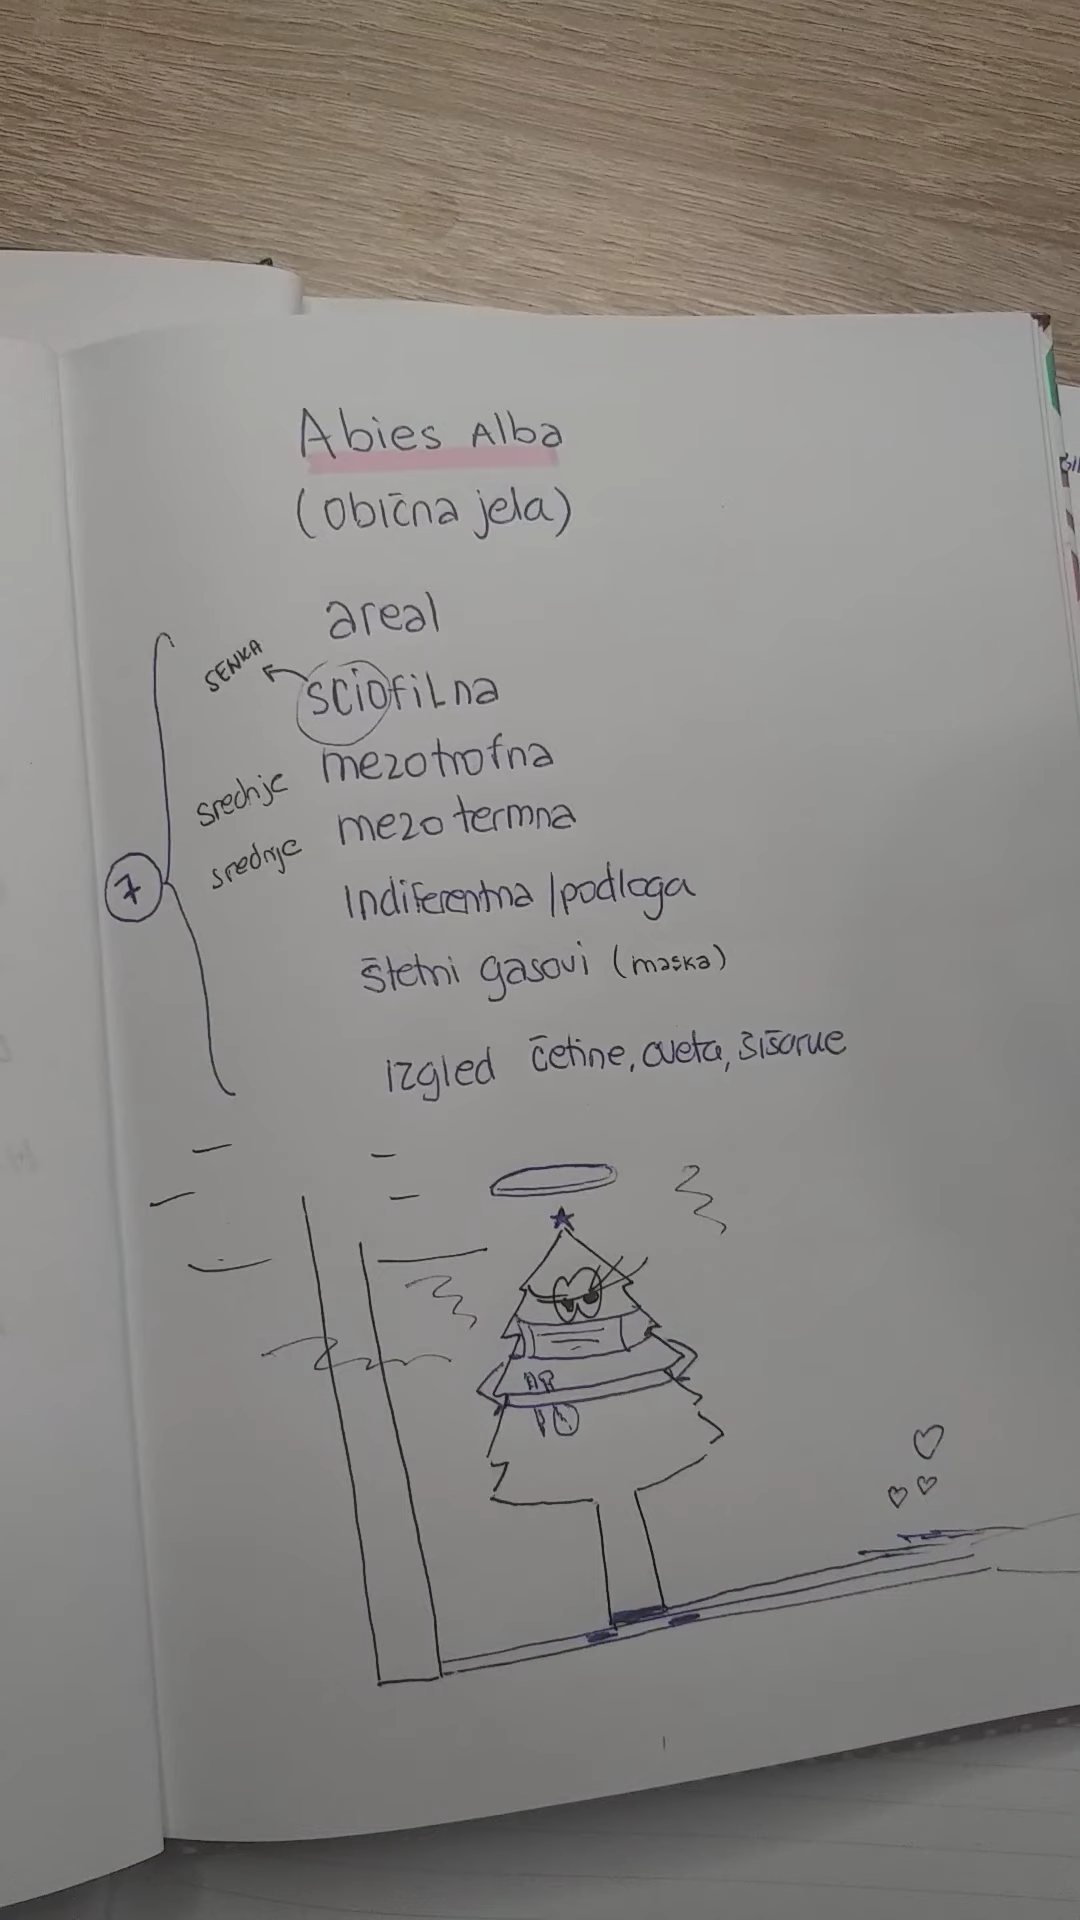 Abies Alba
(Obična jela)
areal
SENKA
sciofilna
srednje mezotrofna
srednje mezotermna
7
Indiferentna /podloga
štetni gasovi (maska)
izgled četine, cveta, šišarke